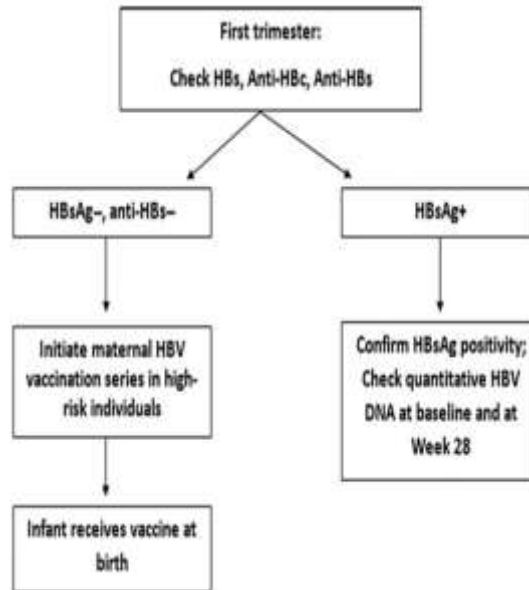 First trimester:
Check HBs, Anti-HBc, Anti-HBs
HBsAg–, anti-HBs–
HBsAg+
Initiate maternal HBV
vaccination series in high-
risk individuals
Confirm HBsAg positivity;
Check quantitative HBV
DNA at baseline and at
Week 28
Infant receives vaccine at
birth